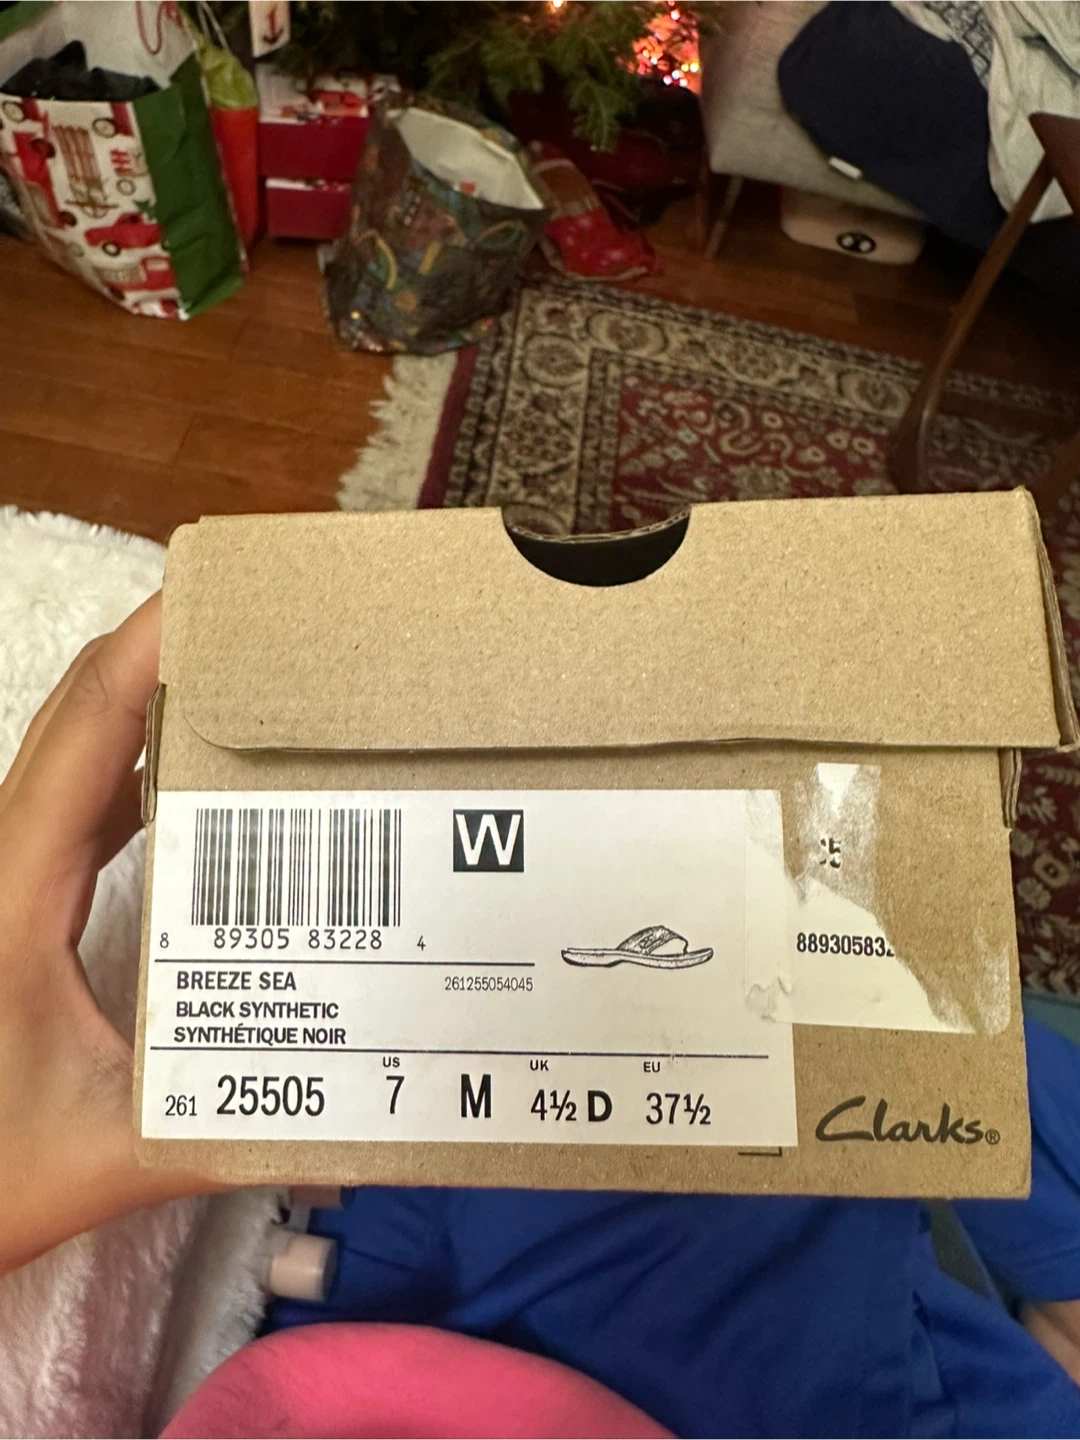 W
8 89305 83228 4
BREEZE SEA 261255054045
BLACK SYNTHETIC
SYNTHÉTIQUE NOIR
US UK EU
261 25505 7 M 4½ D 37½
Clarks®